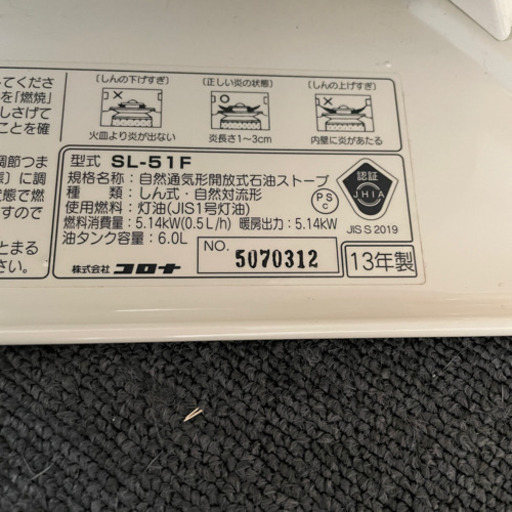 てくださ
を「燃焼」
しさげて
ことを確
調節つま
態〕に調
状態で燃
すので
とまる
さい。
〔しんの下げすぎ〕
火皿より炎が出ない
〔正しい炎の状態〕
炎長さ1~3cm
〔しんの上げすぎ〕
内筒に炎があたる
型式 SL-51F
規格名称：自然通気形開放式石油ストーブ
種 類：しん式・自然対流形
使用燃料：灯油(JIS1号灯油)
燃料消費量：5.14kW(0.5L/h) 暖房出力：5.14kW
油タンク容量：6.0L
株式会社 コロナ
NO. 5070312
13年製
PSC
認証
JHIA
JIS S 2019